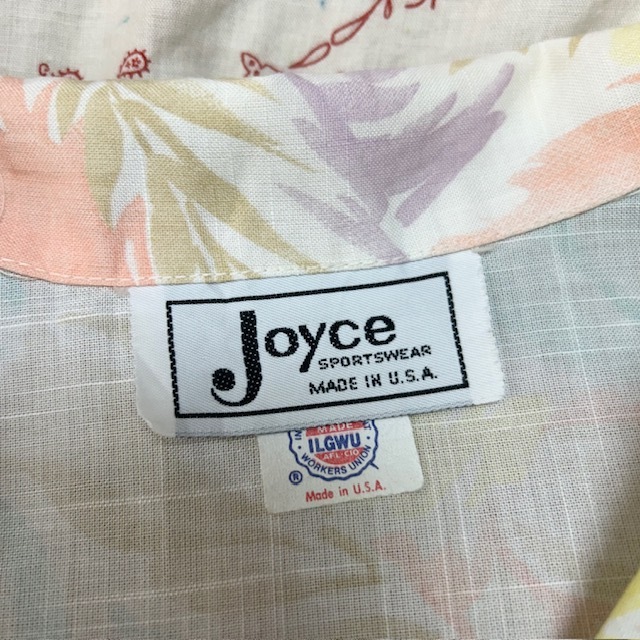 Joyce
SPORTSWEAR
MADE IN U.S.A.
MADE
ILGWU
AFL-CIO
WORKERS UNION
®
Made in U.S.A.